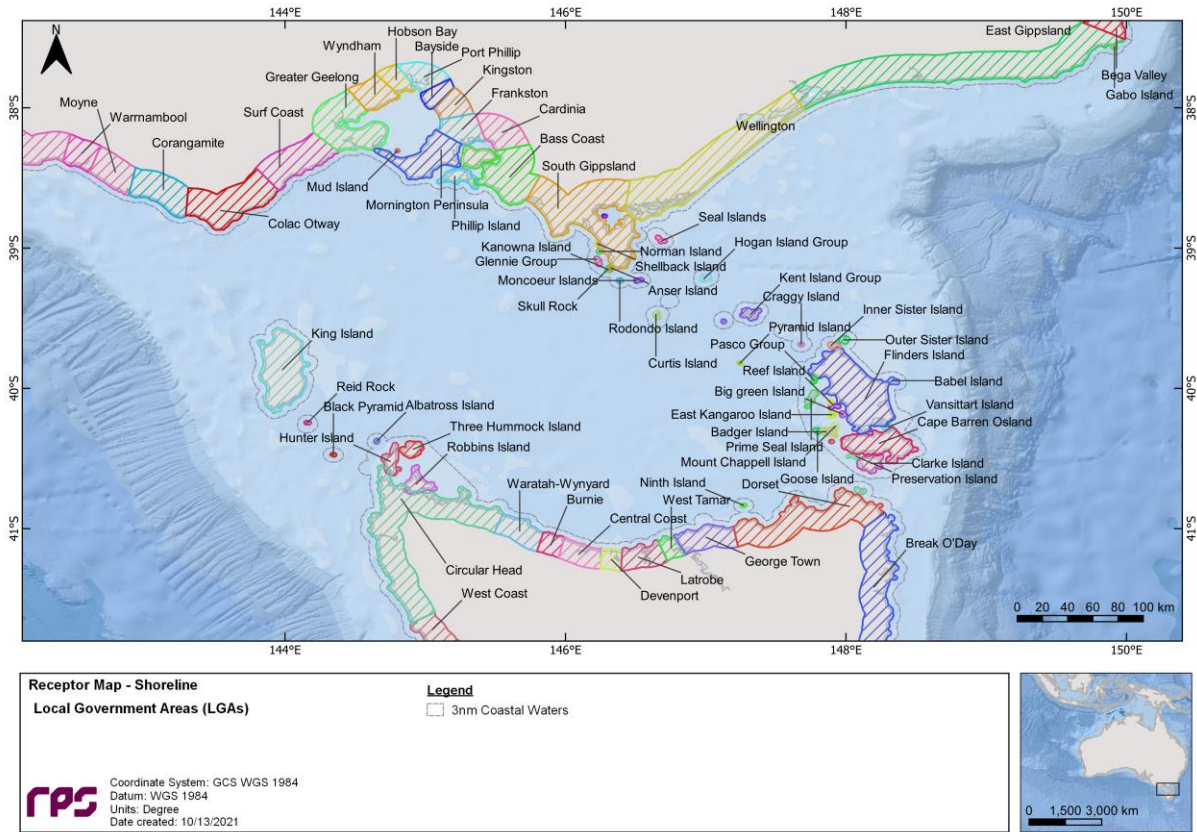 144°E
146°E
148°E
150°E
N
Hobson Bay
Bayside
Wyndham
Port Phillip
Kingston
Greater Geelong
Frankston
Cardinia
Surf Coast
Moyne
Warnambool
Corangamite
Bass Coast
South Gippsland
Wellington
East Gippsland
Bega Valley
Gabo Island
38°S
38°S
Mud Island
Mornington Peninsula
Phillip Island
Colac Otway
Seal Islands
39°S
39°S
Kanowna Island
Norman Island
Hogan Island Group
Glennie Group
Shellback Island
Moncoeur Islands
Anser Island
Kent Island Group
Skull Rock
Craggy Island
Rodondo Island
Inner Sister Island
Pyramid Island
Outer Sister Island
Pasco Group
Flinders Island
King Island
Curtis Island
Reef Island
Babel Island
40°S
40°S
Reid Rock
Big green Island
Vansittart Island
Black Pyramid
Albatross Island
East Kangaroo Island
Cape Barren Osland
Hunter Island
Three Hummock Island
Badger Island
Robbins Island
Prime Seal Island
Clarke Island
Mount Chappell Island
Preservation Island
Goose Island
Waratah-Wynyard
Ninth Island
Dorset
Burnie
West Tamar
Central Coast
41°S
41°S
Break O'Day
Circular Head
George Town
Latrobe
Devenport
West Coast
0 20 40 60 80 100 km
144°E
146°E
148°E
150°E
Receptor Map - Shoreline
Local Government Areas (LGAs)
Legend
3nm Coastal Waters
rps
Coordinate System: GCS WGS 1984
Datum: WGS 1984
Units: Degree
Date created: 10/13/2021
0 1,500 3,000 km